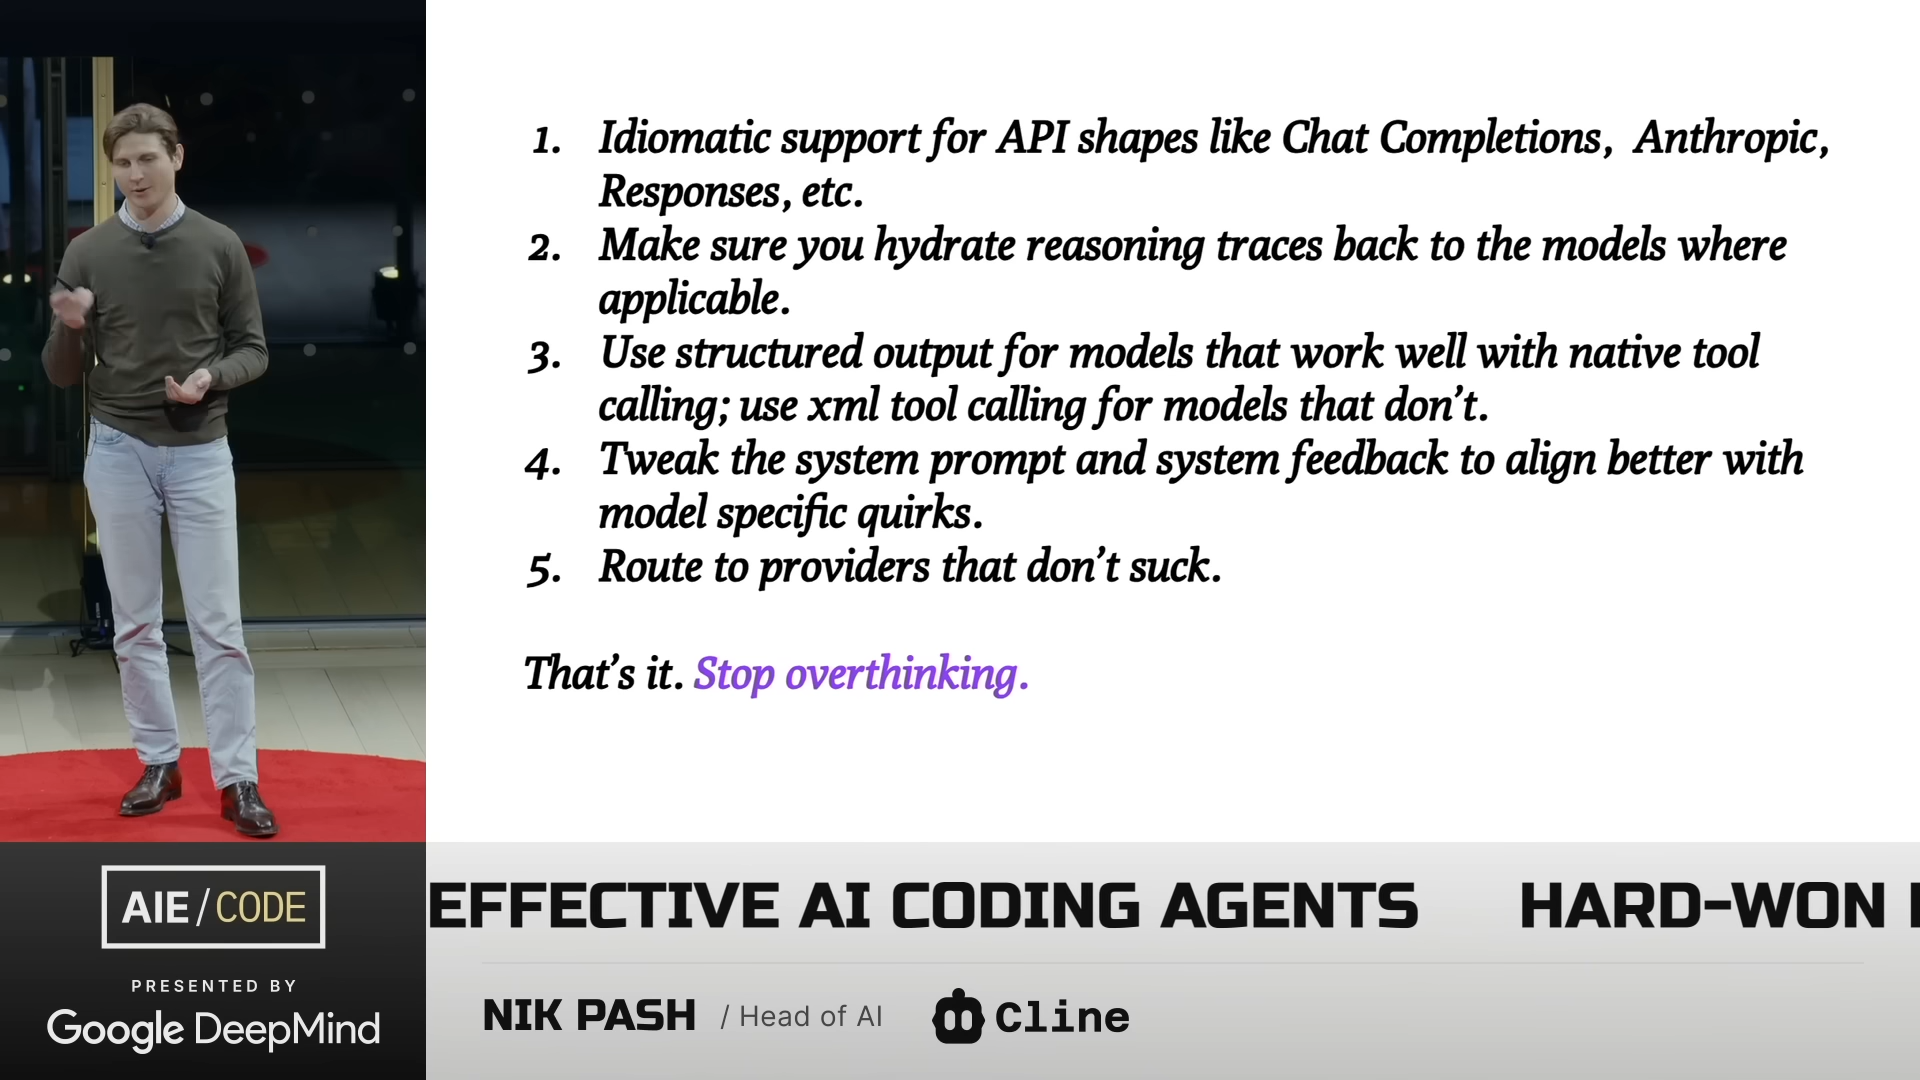 1. Idiomatic support for API shapes like Chat Completions, Anthropic,
Responses, etc.
2. Make sure you hydrate reasoning traces back to the models where
applicable.
3. Use structured output for models that work well with native tool
calling; use xml tool calling for models that don’t.
4. Tweak the system prompt and system feedback to align better with
model specific quirks.
5. Route to providers that don’t suck.
That’s it. Stop overthinking.
AIE/CODE
PRESENTED BY
Google DeepMind
EFFECTIVE AI CODING AGENTS HARD-WON
NIK PASH / Head of AI Cline